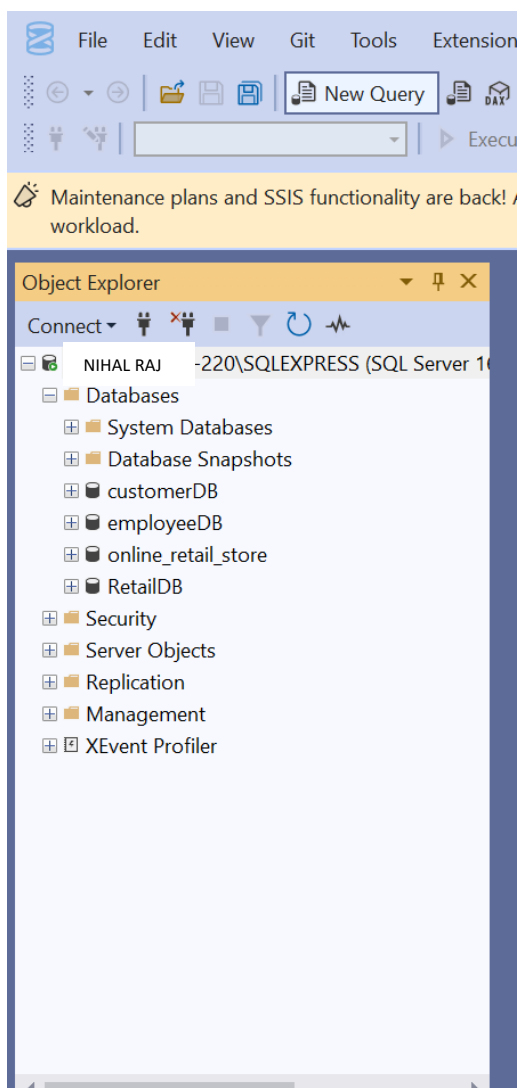 File Edit View Git Tools Extension
New Query DAX
Execu
Maintenance plans and SSIS functionality are back! A
workload.
Object Explorer
Connect
NIHAL RAJ -220\SQLEXPRESS (SQL Server 16
Databases
System Databases
Database Snapshots
customerDB
employeeDB
online_retail_store
RetailDB
Security
Server Objects
Replication
Management
XEvent Profiler